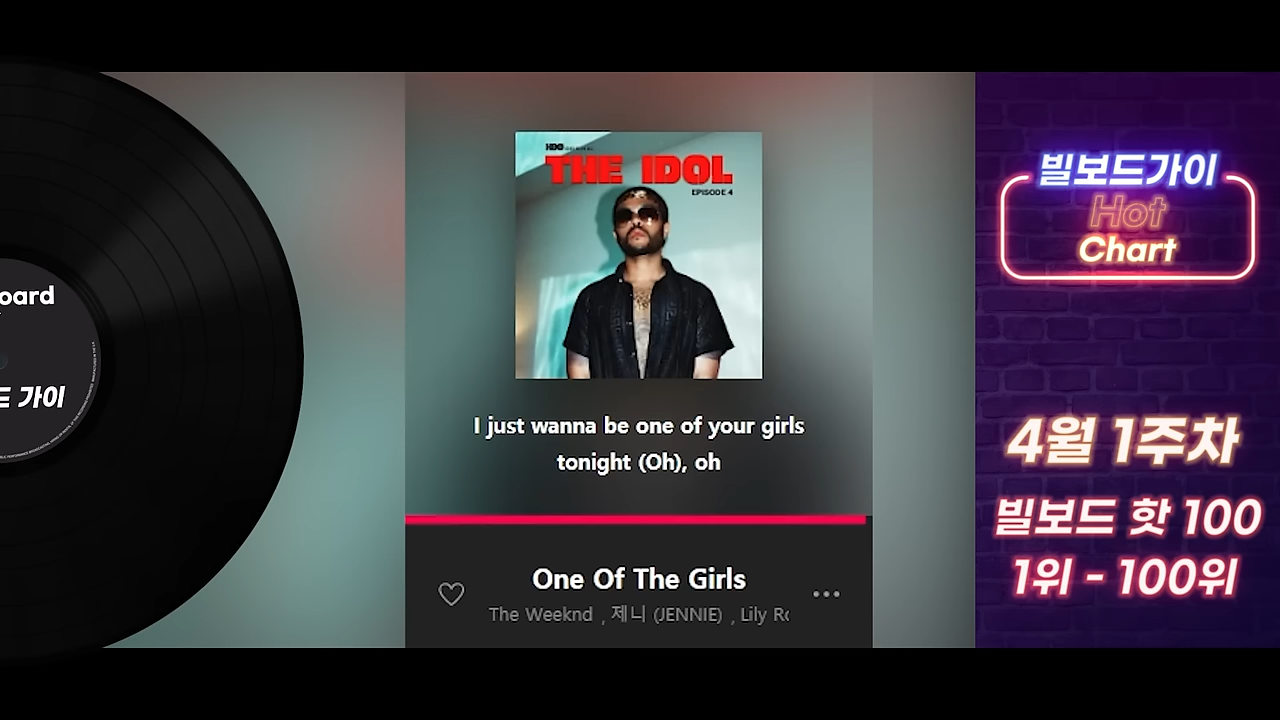 oard
드 가이
HBO
THE IDOL
EPISODE 4
I just wanna be one of your girls
tonight (Oh), oh
One Of The Girls
The Weeknd , 제니 (JENNIE) , Lily Ro
빌보드가이
Hot
Chart
4월 1주차
빌보드 핫 100
1위 - 100위